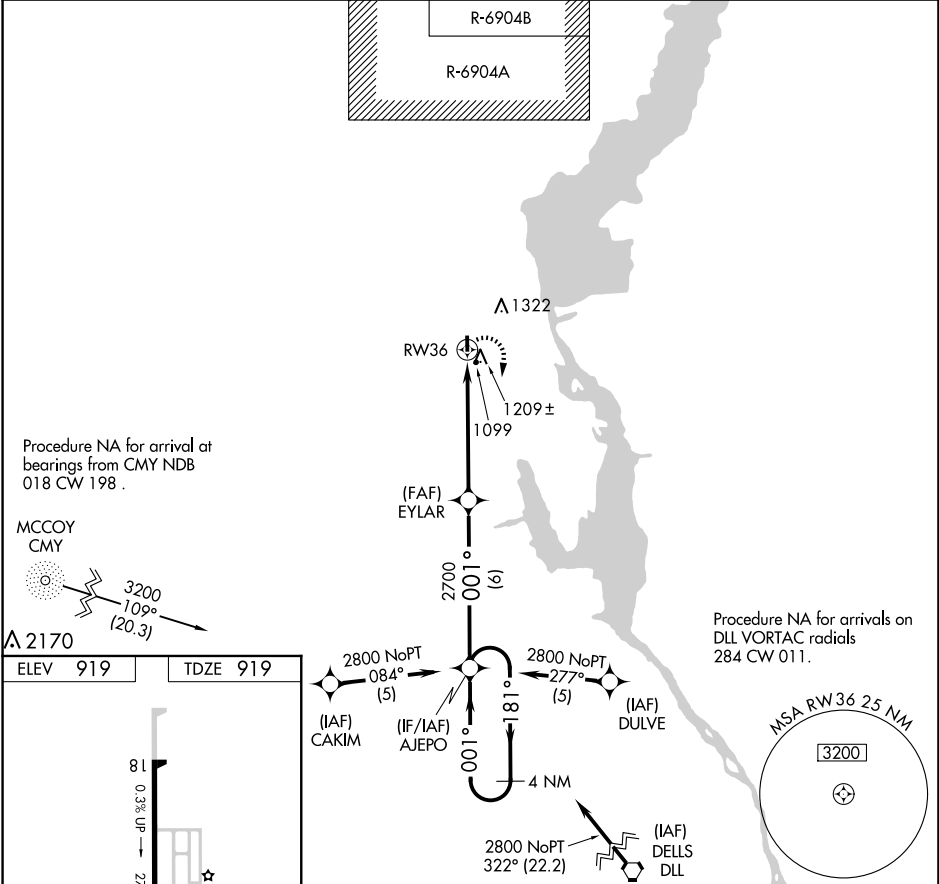 R-6904B
R-6904A
1322
RW36
1209±
1099
Procedure NA for arrival at
bearings from CMY NDB
018 CW 198 .
(FAF)
EYLAR
MCCOY
CMY
3200
109°
(20.3)
2700
001°
(6)
Procedure NA for arrivals on
DLL VORTAC radials
284 CW 011.
2170
ELEV 919
TDZE 919
2800 NoPT
084°
(5)
2800 NoPT
277°
(5)
(IAF)
CAKIM
(IF/IAF)
AJEPO
181°
001°
(IAF)
DULVE
MSA RW36 25 NM
3200
4 NM
18
0.3% UP
2800 NoPT
322° (22.2)
(IAF)
DELLS
DLL